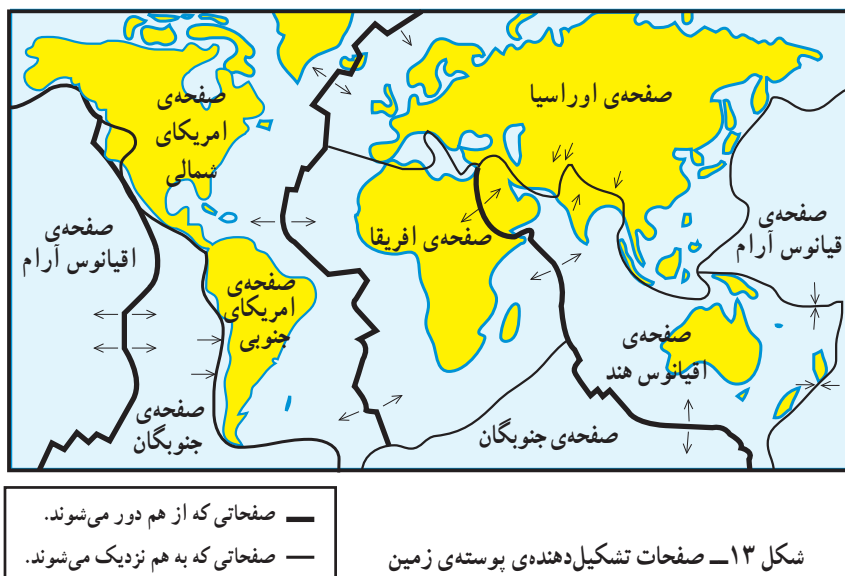 صفحه‌ی
امریکای
شمالی
صفحه‌ی اوراسیا
صفحه‌ی
اقیانوس آرام
صفحه‌ی افریقا
صفحه‌ی
قیانوس آرام
صفحه‌ی
امریکای
جنوبی
صفحه‌ی
اقیانوس هند
صفحه‌ی
جنوبگان
صفحه‌ی جنوبگان
صفحاتی که از هم دور می‌شوند.
صفحاتی که به هم نزدیک می‌شوند.
شکل ۱۳ــ صفحات تشکیل‌دهنده‌ی پوسته‌ی زمین